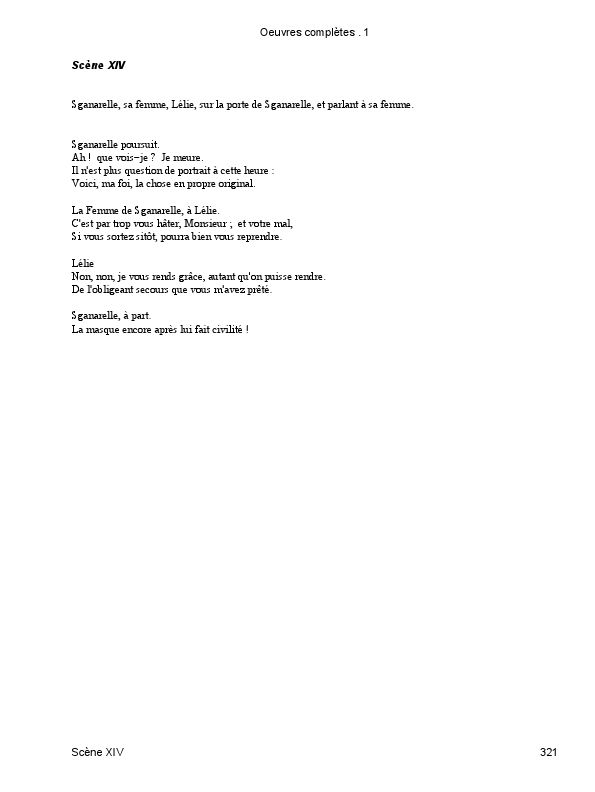 Oeuvres complètes . 1
Scène XIV
Sganarelle, sa femme, Lélie, sur la porte de Sganarelle, et parlant à sa femme.
Sganarelle poursuit.
Ah ! que vois-je ? Je meure.
Il n'est plus question de portrait à cette heure :
Voici, ma foi, la chose en propre original.
La Femme de Sganarelle, à Lélie.
C'est par trop vous hâter, Monsieur ; et votre mal,
Si vous sortez sitôt, pourra bien vous reprendre.
Lélie
Non, non, je vous rends grâce, autant qu'on puisse rendre.
De l'obligeant secours que vous m'avez prêté.
Sganarelle, à part.
La masque encore après lui fait civilité !
Scène XIV
321